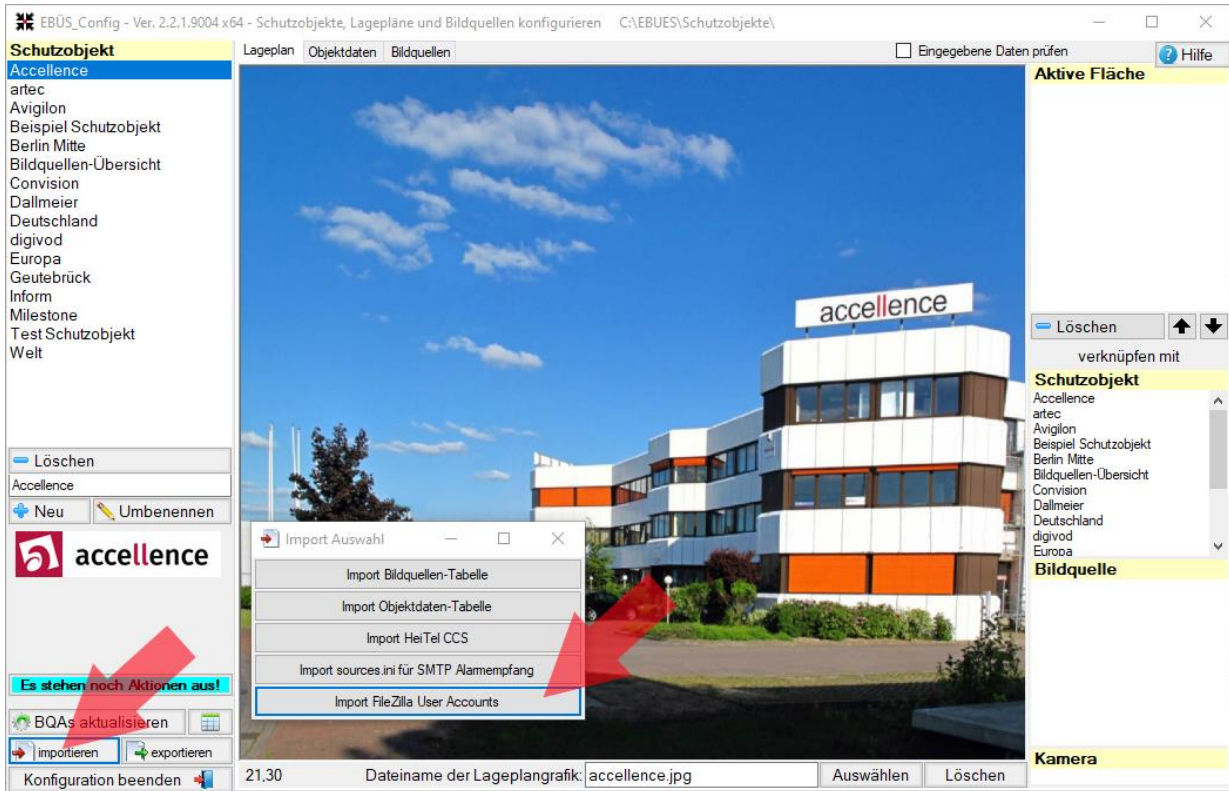 EBÜS_Config - Ver. 2.2.1.9004 x64 - Schutzobjekte, Lagepläne und Bildquellen konfigurieren C:\EBUES\Schutzobjekte\
Schutzobjekt
Lageplan Objektdaten Bildquellen
Eingegebene Daten prüfen
Hilfe
Accellence
artec
Avigilon
Beispiel Schutzobjekt
Berlin Mitte
Bildquellen-Übersicht
Convision
Dallmeier
Deutschland
digivod
Europa
Geutebrück
Inform
Milestone
Test Schutzobjekt
Welt
Löschen
Accellence
Neu Umbenennen
accellence
Es stehen noch Aktionen aus!
BQAs aktualisieren
importieren exportieren
Konfiguration beenden
accellence
Import Auswahl
Import Bildquellen-Tabelle
Import Objektdaten-Tabelle
Import HeiTel CCS
Import sources.ini für SMTP Alarmempfang
Import FileZilla User Accounts
21,30 Dateiname der Lageplangrafik: accellence.jpg Auswählen Löschen
Aktive Fläche
Löschen
verknüpfen mit
Schutzobjekt
Accellence
artec
Avigilon
Beispiel Schutzobjekt
Berlin Mitte
Bildquellen-Übersicht
Convision
Dallmeier
Deutschland
digivod
Europa
Bildquelle
Kamera